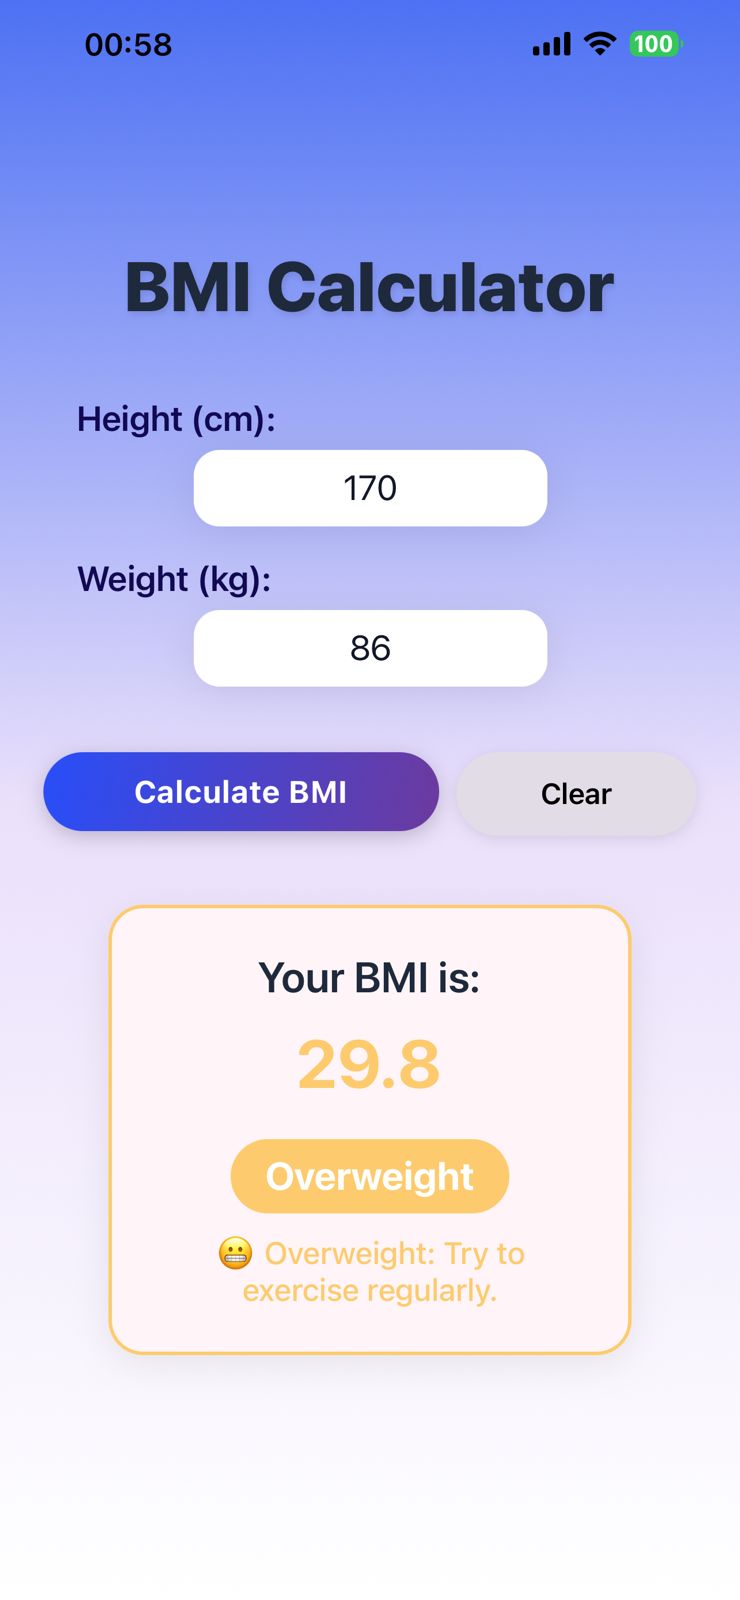 00:58 100
BMI Calculator
Height (cm):
170
Weight (kg):
86
Calculate BMI Clear
Your BMI is:
29.8
Overweight
😬 Overweight: Try to
exercise regularly.